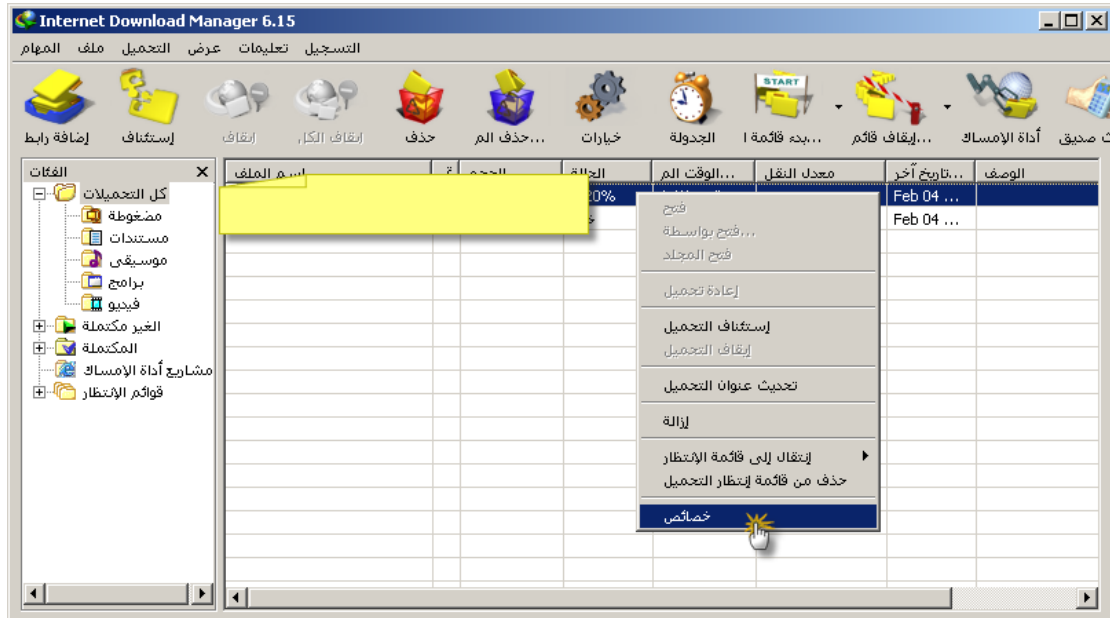 Internet Download Manager 6.15
المهام ملف التحميل عرض تعليمات التسجيل
إضافة رابط
إستئناف
إيقاف
إيقاف الكل
حذف
حذف الم...
خيارات
الجدولة
بدء قائمة ا...
START
إيقاف قائم...
أداة الإمساك
صديق
الفئات
كل التحميلات
مضغوطة
مستندات
موسيقى
برامج
فيديو
الغير مكتملة
المكتملة
مشاريع أداة الإمساك
قوائم الإنتظار
اسم الملف
الحجم
الحالة
الوقت الم...
معدل النقل
تاريخ آخر...
الوصف
Feb 04 ...
Feb 04 ...
فتح
فتح بواسطة...
فتح المجلد
إعادة تحميل
إستئناف التحميل
إيقاف التحميل
تحديث عنوان التحميل
إزالة
إنتقال إلى قائمة الإنتظار
حذف من قائمة إنتظار التحميل
خصائص